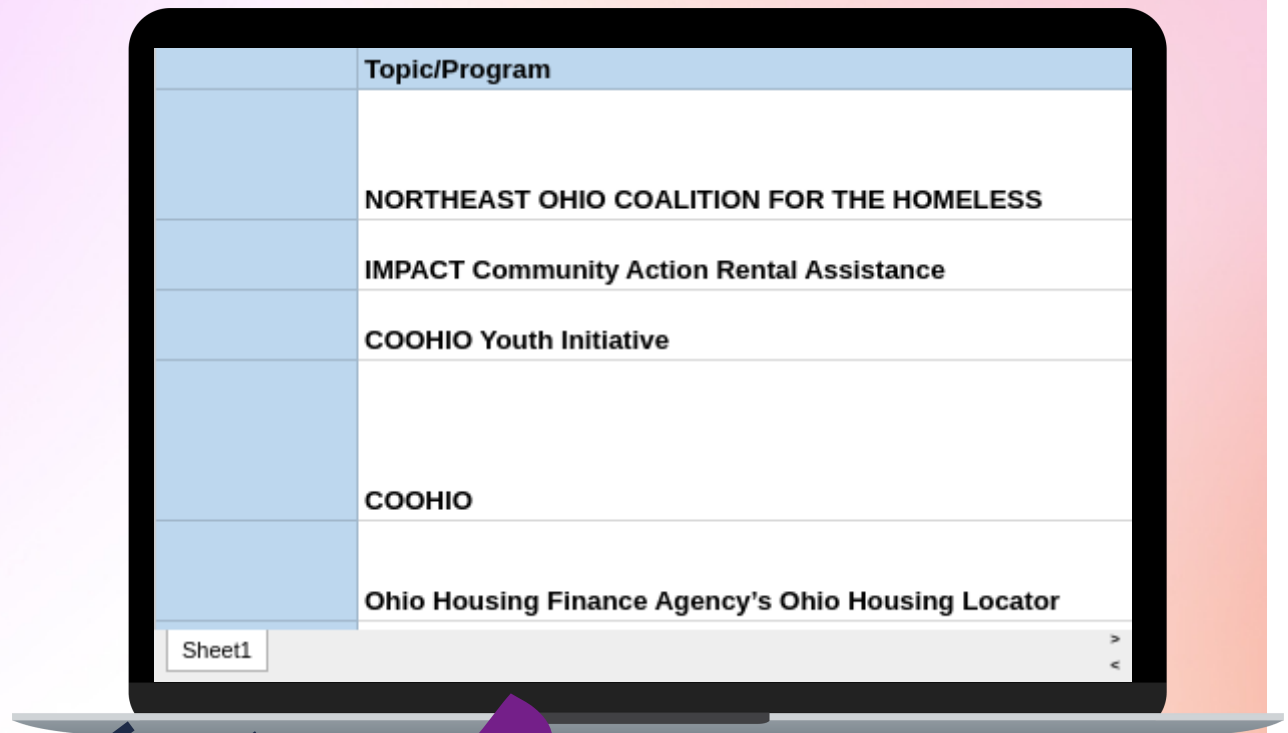 Topic/Program
NORTHEAST OHIO COALITION FOR THE HOMELESS
IMPACT Community Action Rental Assistance
COOHIO Youth Initiative
COOHIO
Ohio Housing Finance Agency’s Ohio Housing Locator
Sheet1
>
<